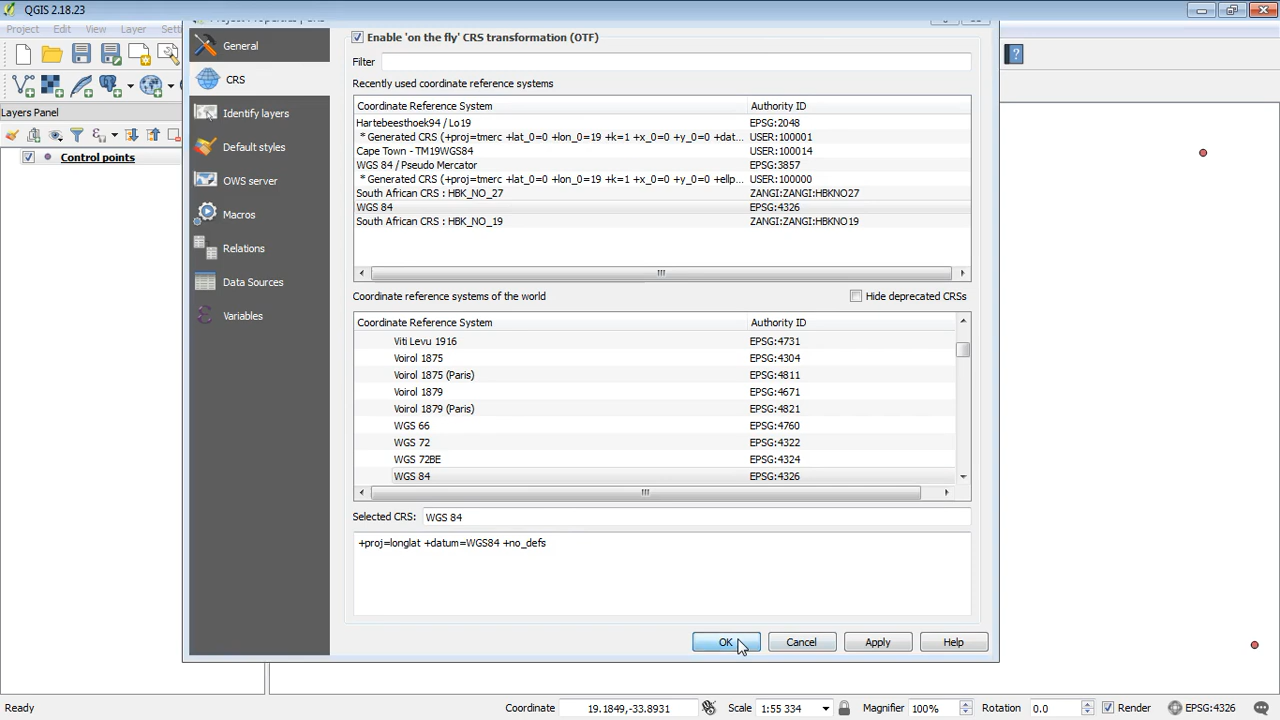 QGIS 2.18.23
Project Properties | CRS
Project Edit View Layer Setti
General
CRS
Identify layers
Default styles
OWS server
Macros
Relations
Data Sources
Variables
Layers Panel
Control points
Enable 'on the fly' CRS transformation (OTF)
Filter
Recently used coordinate reference systems
Coordinate Reference System Authority ID
Hartebeesthoek94 / Lo19 EPSG:2048
* Generated CRS (+proj=tmerc +lat_0=0 +lon_0=19 +k=1 +x_0=0 +y_0=0 +dat... USER:100001
Cape Town - TM19WGS84 USER:100014
WGS 84 / Pseudo Mercator EPSG:3857
* Generated CRS (+proj=tmerc +lat_0=0 +lon_0=19 +k=1 +x_0=0 +y_0=0 +ellp... USER:100000
South African CRS : HBK_NO_27 ZANGI:ZANGI:HBKNO27
WGS 84 EPSG:4326
South African CRS : HBK_NO_19 ZANGI:ZANGI:HBKNO19
Coordinate reference systems of the world Hide deprecated CRSs
Coordinate Reference System Authority ID
Viti Levu 1916 EPSG:4731
Voirol 1875 EPSG:4304
Voirol 1875 (Paris) EPSG:4811
Voirol 1879 EPSG:4671
Voirol 1879 (Paris) EPSG:4821
WGS 66 EPSG:4760
WGS 72 EPSG:4322
WGS 72BE EPSG:4324
WGS 84 EPSG:4326
Selected CRS: WGS 84
+proj=longlat +datum=WGS84 +no_defs
OK Cancel Apply Help
Ready Coordinate 19.1849,-33.8931 Scale 1:55 334 Magnifier 100% Rotation 0.0 Render EPSG:4326